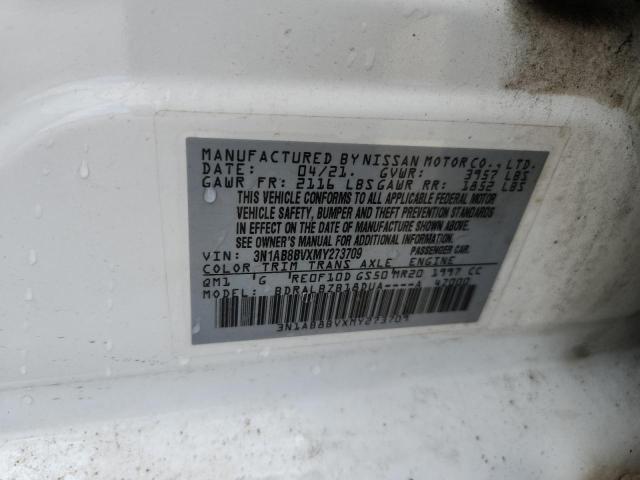 MANUFACTURED BY NISSAN MOTOR CO., LTD.
DATE: 04/21. GVWR: 3957 LBS
GAWR FR: 2116 LBS GAWR RR: 1852 LBS
THIS VEHICLE CONFORMS TO ALL APPLICABLE FEDERAL MOTOR
VEHICLE SAFETY, BUMPER AND THEFT PREVENTION STANDARDS
IN EFFECT ON THE DATE OF MANUFACTURE SHOWN ABOVE.
SEE OWNER'S MANUAL FOR ADDITIONAL INFORMATION.
VIN: 3N1AB8BVXMY273709 PASSENGER CAR
COLOR TRIM TRANS AXLE ENGINE
QM1 G RE0F10D GS50 MR20 1997 CC
MODEL: BDRALBZB18DUA-----A 42000
3N1AB8BVXMY273709